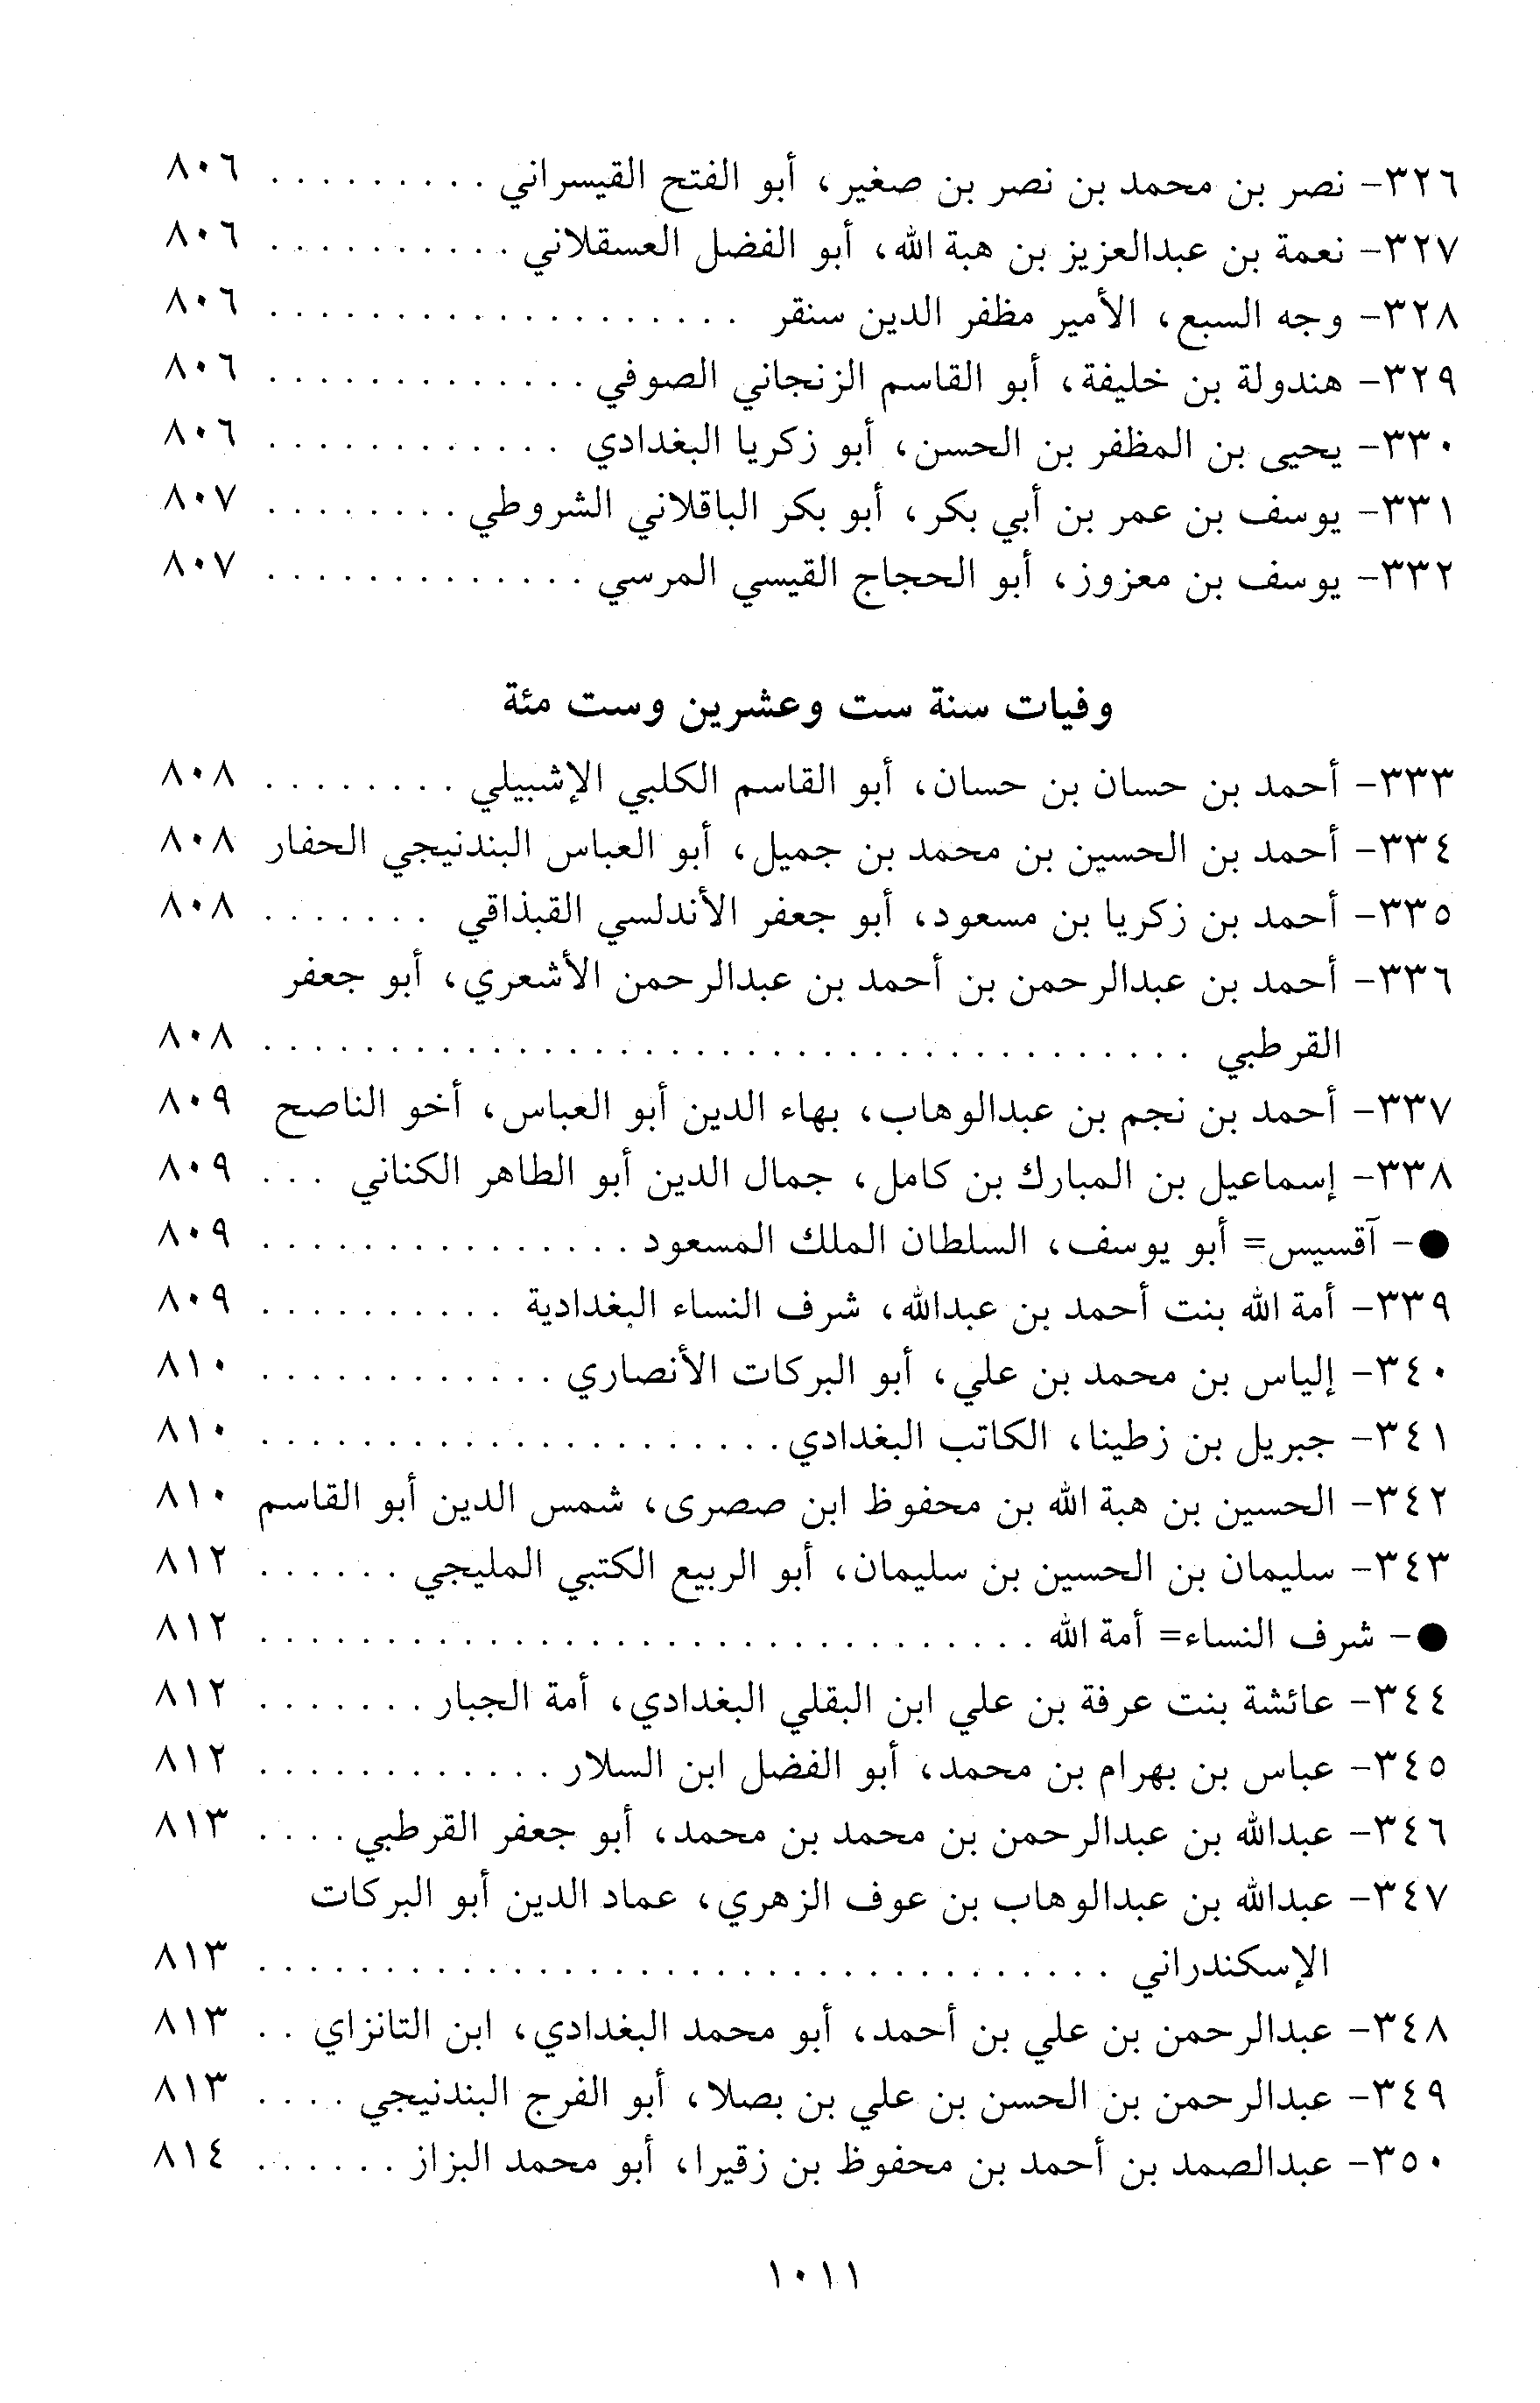 ٣٢٦- نصر بن محمد بن نصر بن صغير، أبو الفتح القيسراني . . . . . . . . . ٨٠٦
٣٢٧- نعمة بن عبدالعزيز بن هبة الله، أبو الفضل العسقلاني . . . . . . . . . . ٨٠٦
٣٢٨- وجه السبع، الأمير مظفر الدين سنقر . . . . . . . . . . . . . . . . . . . ٨٠٦
٣٢٩- هندولة بن خليفة، أبو القاسم الزنجاني الصوفي . . . . . . . . . . . . . ٨٠٦
٣٣٠- يحيى بن المظفر بن الحسن، أبو زكريا البغدادي . . . . . . . . . . . . ٨٠٦
٣٣١- يوسف بن عمر بن أبي بكر، أبو بكر الباقلاني الشروطي . . . . . . . . ٨٠٧
٣٣٢- يوسف بن معزوز، أبو الحجاج القيسي المرسي . . . . . . . . . . . . . ٨٠٧
وفيات سنة ست وعشرين وست مئة
٣٣٣- أحمد بن حسان بن حسان، أبو القاسم الكلبي الإشبيلي . . . . . . . . ٨٠٨
٣٣٤- أحمد بن الحسين بن محمد بن جميل، أبو العباس البندنيجي الحفار ٨٠٨
٣٣٥- أحمد بن زكريا بن مسعود، أبو جعفر الأندلسي القبذاقي . . . . . . . ٨٠٨
٣٣٦- أحمد بن عبدالرحمن بن أحمد بن عبدالرحمن الأشعري، أبو جعفر
القرطبي . . . . . . . . . . . . . . . . . . . . . . . . . . . . . . . . . . . . . ٨٠٨
٣٣٧- أحمد بن نجم بن عبدالوهاب، بهاء الدين أبو العباس، أخو الناصح ٨٠٩
٣٣٨- إسماعيل بن المبارك بن كامل، جمال الدين أبو الطاهر الكناني . . . ٨٠٩
●- آقسيس= أبو يوسف، السلطان الملك المسعود . . . . . . . . . . . . . . . ٨٠٩
٣٣٩- أمة الله بنت أحمد بن عبدالله، شرف النساء البغدادية . . . . . . . . . . ٨٠٩
٣٤٠- إلياس بن محمد بن علي، أبو البركات الأنصاري . . . . . . . . . . . . ٨١٠
٣٤١- جبريل بن زطينا، الكاتب البغدادي . . . . . . . . . . . . . . . . . . . . . ٨١٠
٣٤٢- الحسين بن هبة الله بن محفوظ ابن صصرى، شمس الدين أبو القاسم ٨١٠
٣٤٣- سليمان بن الحسين بن سليمان، أبو الربيع الكتبي المليجي . . . . . . ٨١٢
●- شرف النساء= أمة الله . . . . . . . . . . . . . . . . . . . . . . . . . . . . . . . ٨١٢
٣٤٤- عائشة بنت عرفة بن علي ابن البقلي البغدادي، أمة الجبار . . . . . . . ٨١٢
٣٤٥- عباس بن بهرام بن محمد، أبو الفضل ابن السلار . . . . . . . . . . . . ٨١٢
٣٤٦- عبدالله بن عبدالرحمن بن محمد بن محمد، أبو جعفر القرطبي . . . . ٨١٣
٣٤٧- عبدالله بن عبدالوهاب بن عوف الزهري، عماد الدين أبو البركات
الإسكندراني . . . . . . . . . . . . . . . . . . . . . . . . . . . . . . . . . . ٨١٣
٣٤٨- عبدالرحمن بن علي بن أحمد، أبو محمد البغدادي، ابن التانزاي . . ٨١٣
٣٤٩- عبدالرحمن بن الحسن بن علي بن بصلا، أبو الفرج البندنيجي . . . . ٨١٣
٣٥٠- عبدالصمد بن أحمد بن محفوظ بن زقيرا، أبو محمد البزاز . . . . . . ٨١٤
١٠١١